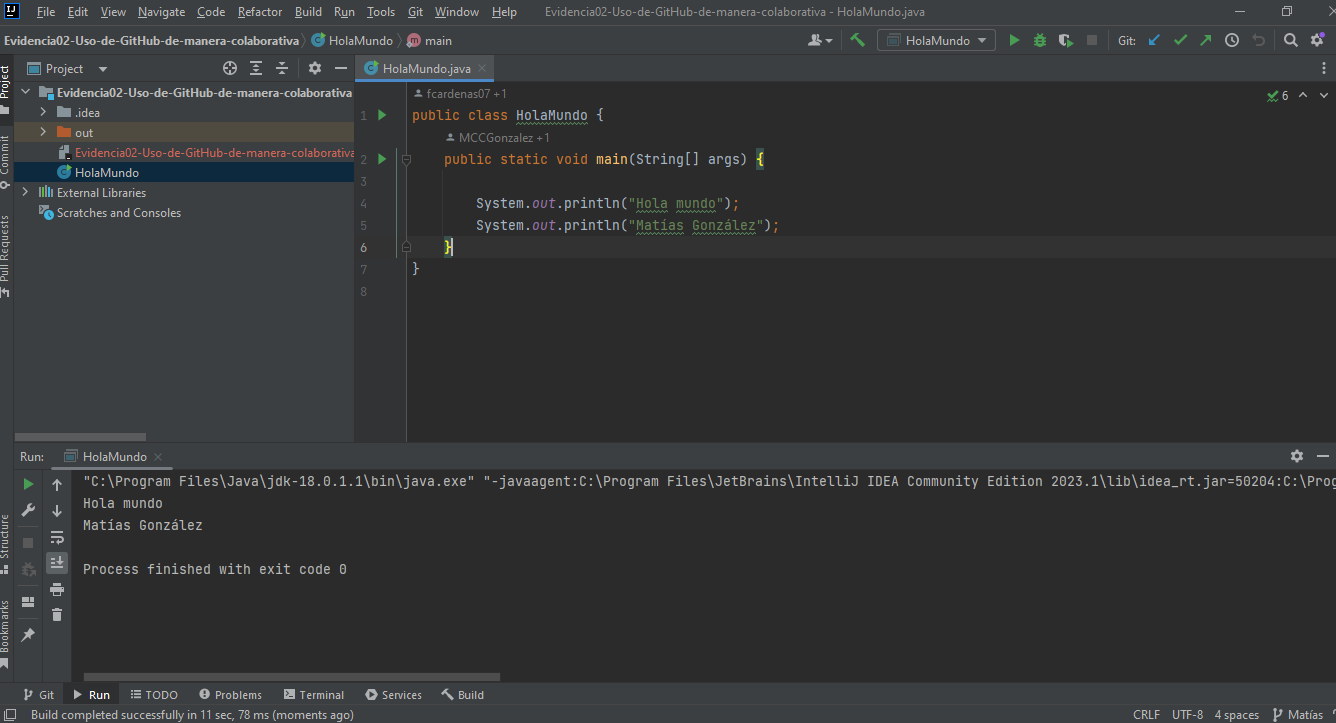 File Edit View Navigate Code Refactor Build Run Tools Git Window Help Evidencia02-Uso-de-GitHub-de-manera-colaborativa - HolaMundo.java
Evidencia02-Uso-de-GitHub-de-manera-colaborativa HolaMundo main HolaMundo Git:
Project HolaMundo.java
Evidencia02-Uso-de-GitHub-de-manera-colaborativa
.idea
out
Evidencia02-Uso-de-GitHub-de-manera-colaborativa
HolaMundo
External Libraries
Scratches and Consoles
fcardenas07 +1
6
1 public class HolaMundo {
MCCGonzalez +1
2 public static void main(String[] args) {
3
4 System.out.println("Hola mundo");
5 System.out.println("Matías González");
6 }
7 }
8
Project
Commit
Pull Requests
Structure
Bookmarks
Run: HolaMundo
"C:\Program Files\Java\jdk-18.0.1.1\bin\java.exe" "-javaagent:C:\Program Files\JetBrains\IntelliJ IDEA Community Edition 2023.1\lib\idea_rt.jar=50204:C:\Prog
Hola mundo
Matías González
Process finished with exit code 0
Git Run TODO Problems Terminal Services Build
Build completed successfully in 11 sec, 78 ms (moments ago) CRLF UTF-8 4 spaces Matías